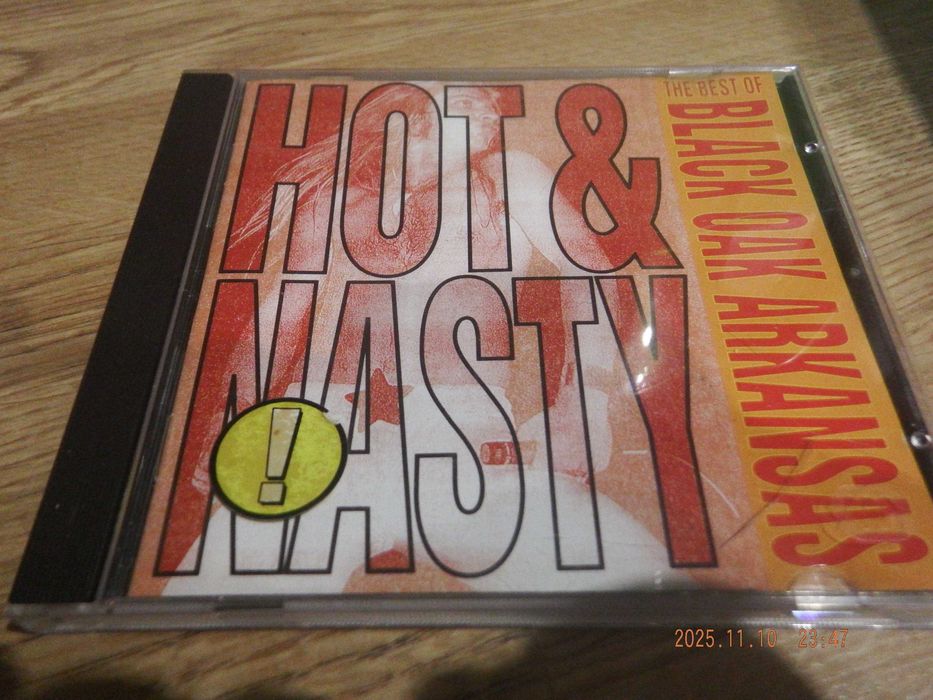 HOT &
NASTY
!
THE BEST OF
BLACK OAK ARKANSAS
2025.11.10 23:47